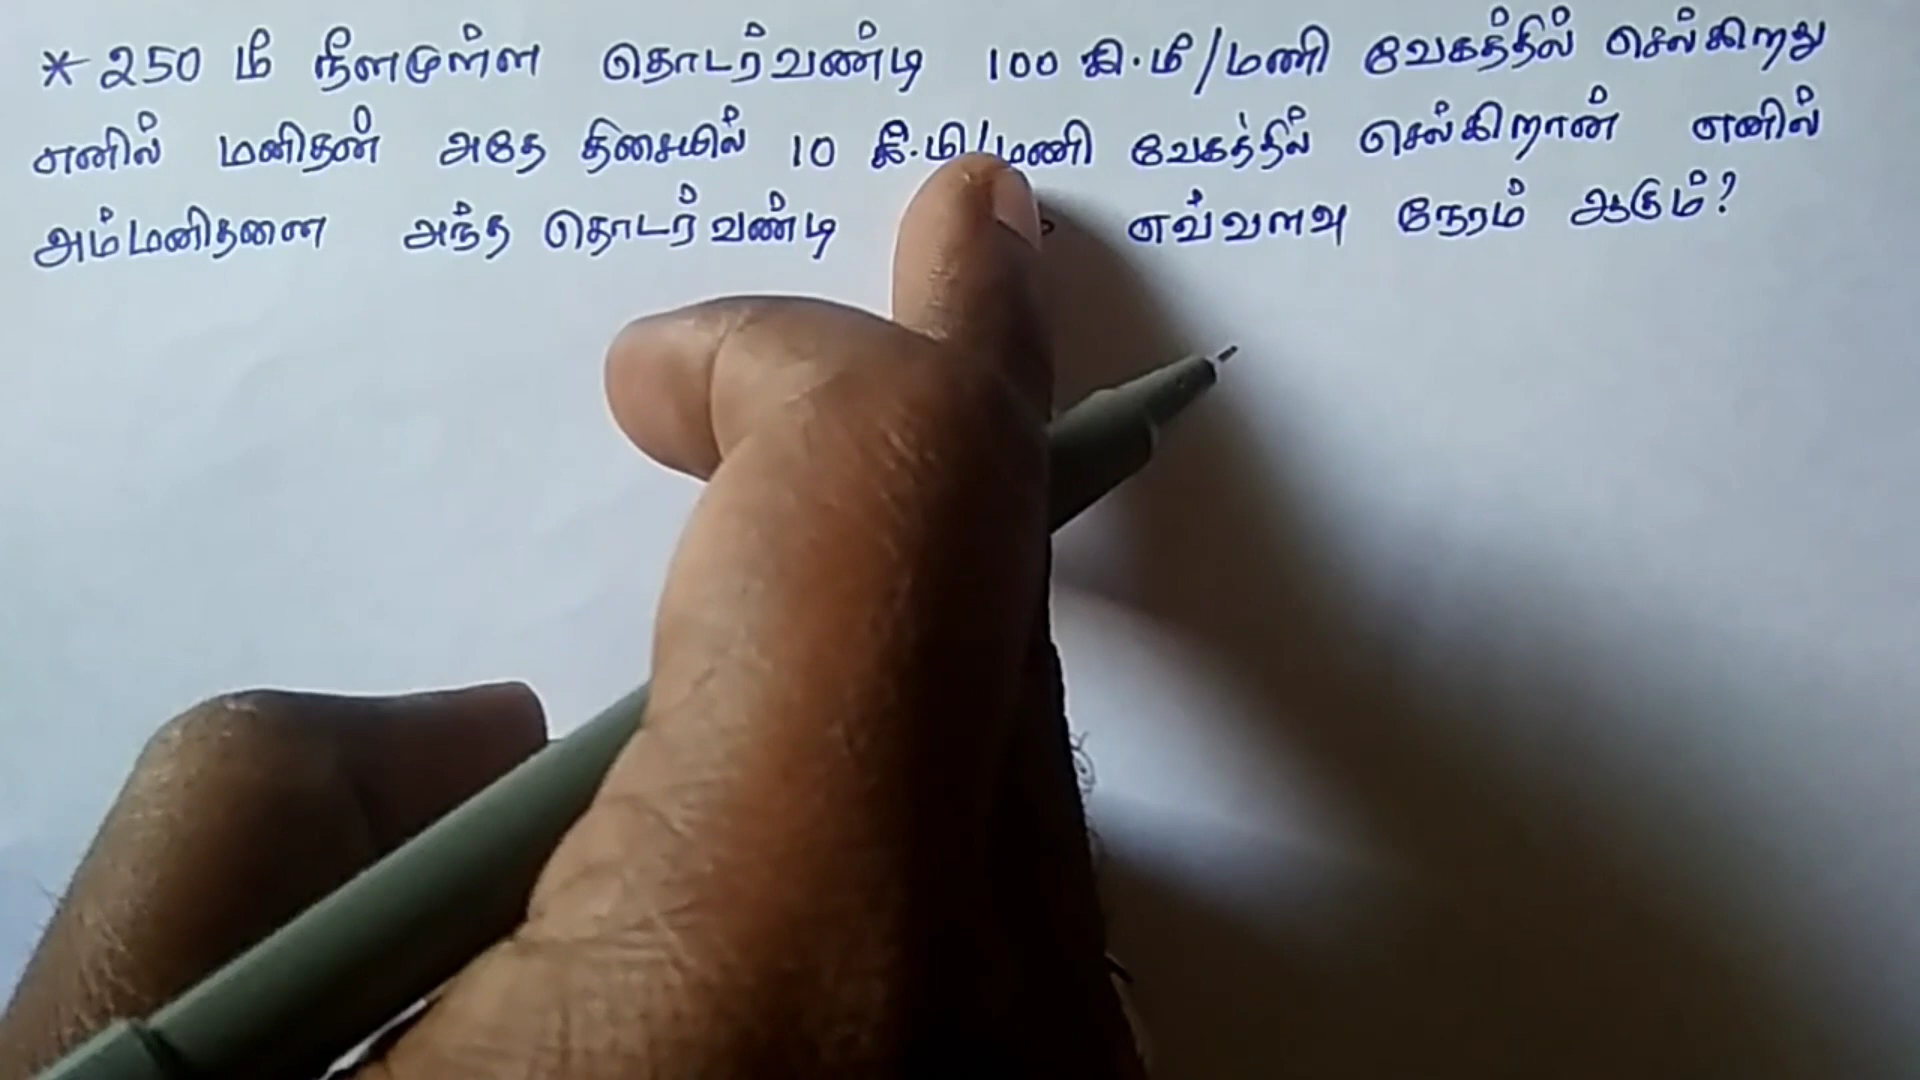 * 250 மீ நீளமுள்ள தொடர்வண்டி 100 கி.மீ/மணி வேகத்தில் செல்கிறது
எனில் மனிதன் அதே திசையில் 10 கி.மீ/மணி வேகத்தில் செல்கிறான் எனில்
அம்மனிதனை அந்த தொடர்வண்டி எவ்வளவு நேரம் ஆகும்?